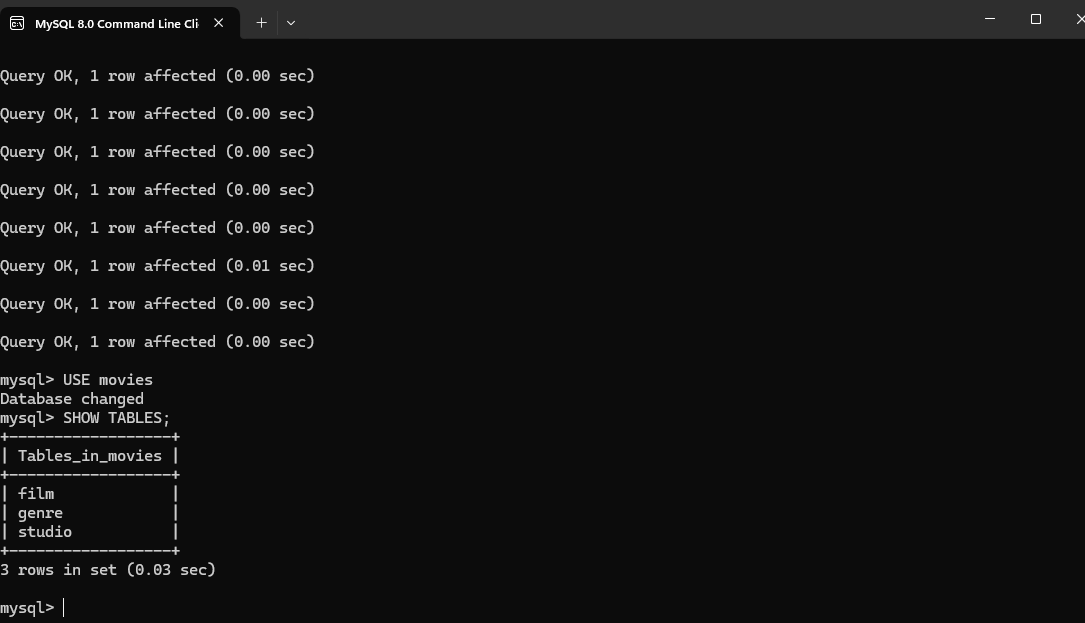 MySQL 8.0 Command Line Cli
Query OK, 1 row affected (0.00 sec)
Query OK, 1 row affected (0.00 sec)
Query OK, 1 row affected (0.00 sec)
Query OK, 1 row affected (0.00 sec)
Query OK, 1 row affected (0.00 sec)
Query OK, 1 row affected (0.01 sec)
Query OK, 1 row affected (0.00 sec)
Query OK, 1 row affected (0.00 sec)
mysql> USE movies
Database changed
mysql> SHOW TABLES;
+------------------+
| Tables_in_movies |
+------------------+
| film             |
| genre            |
| studio           |
+------------------+
3 rows in set (0.03 sec)
mysql>